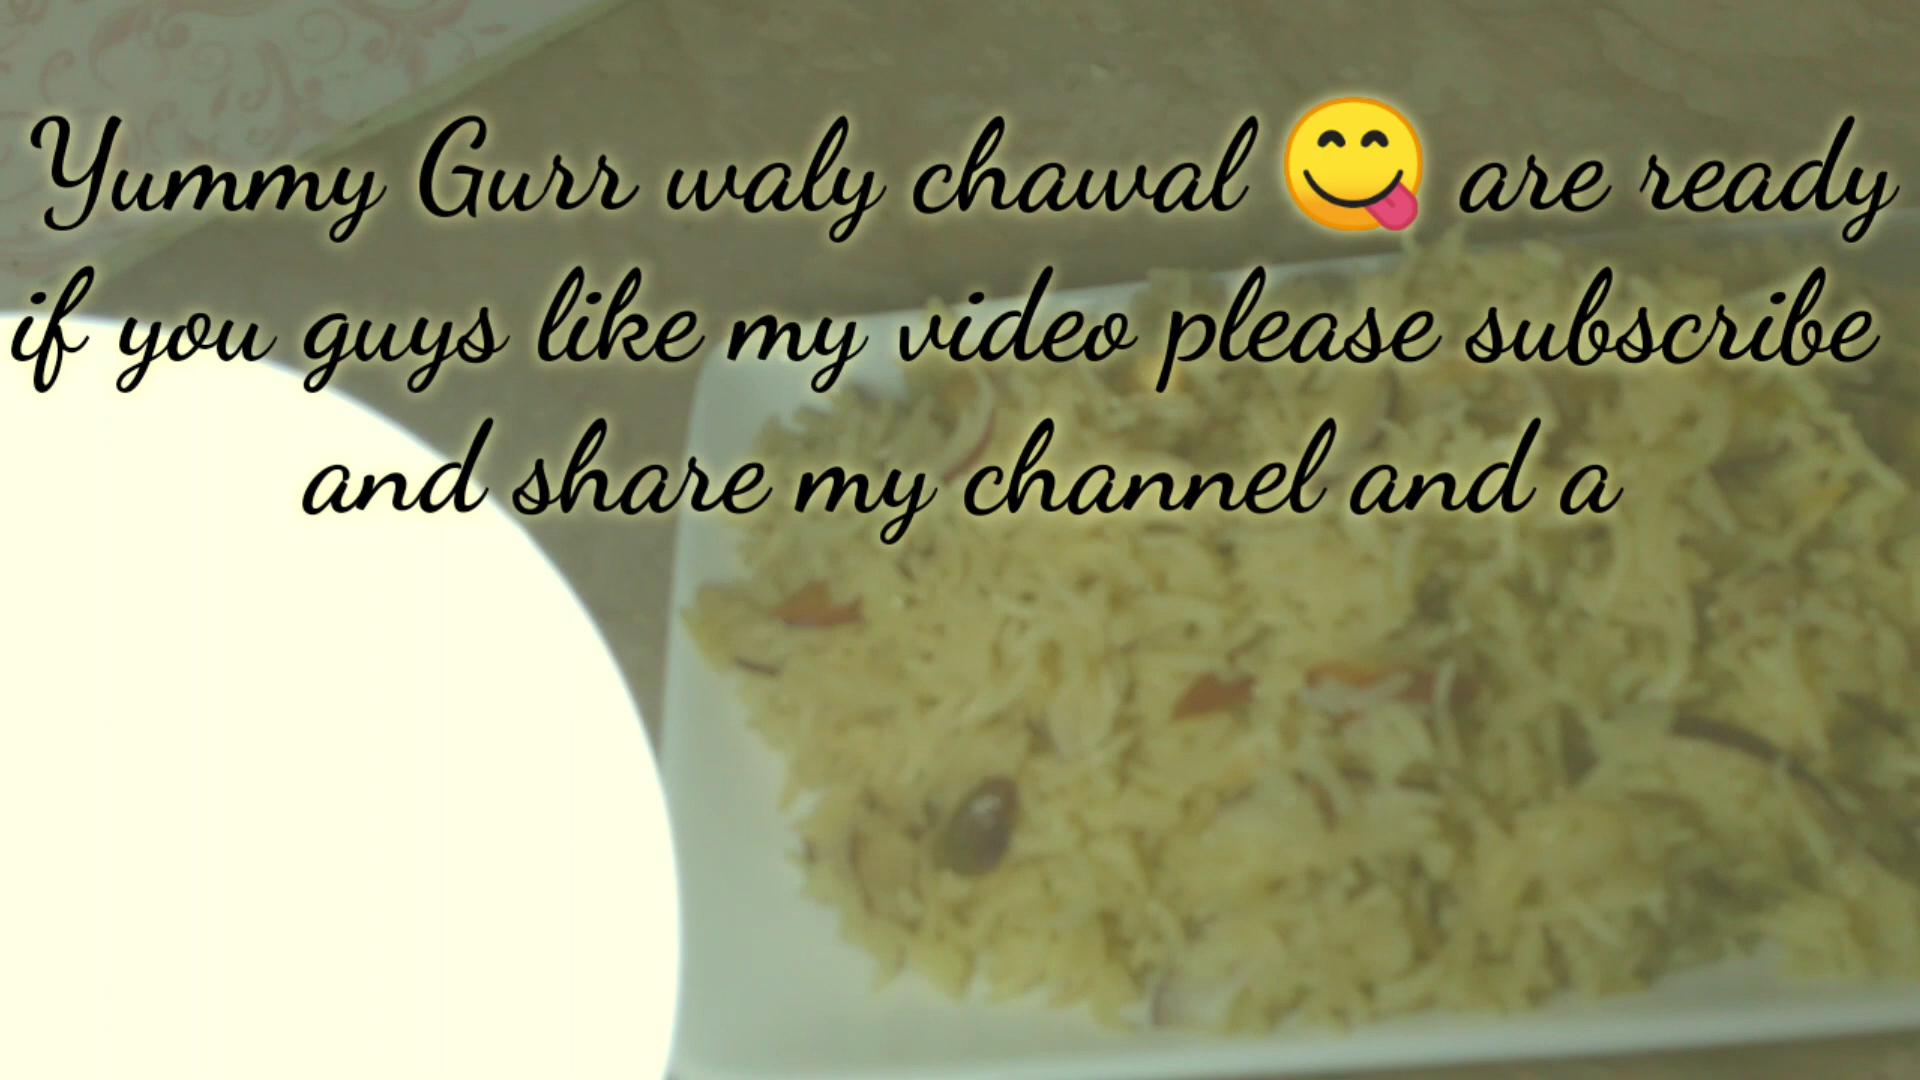 Yummy Gurr waly chawal 😋 are ready
if you guys like my video please subscribe
and share my channel and a